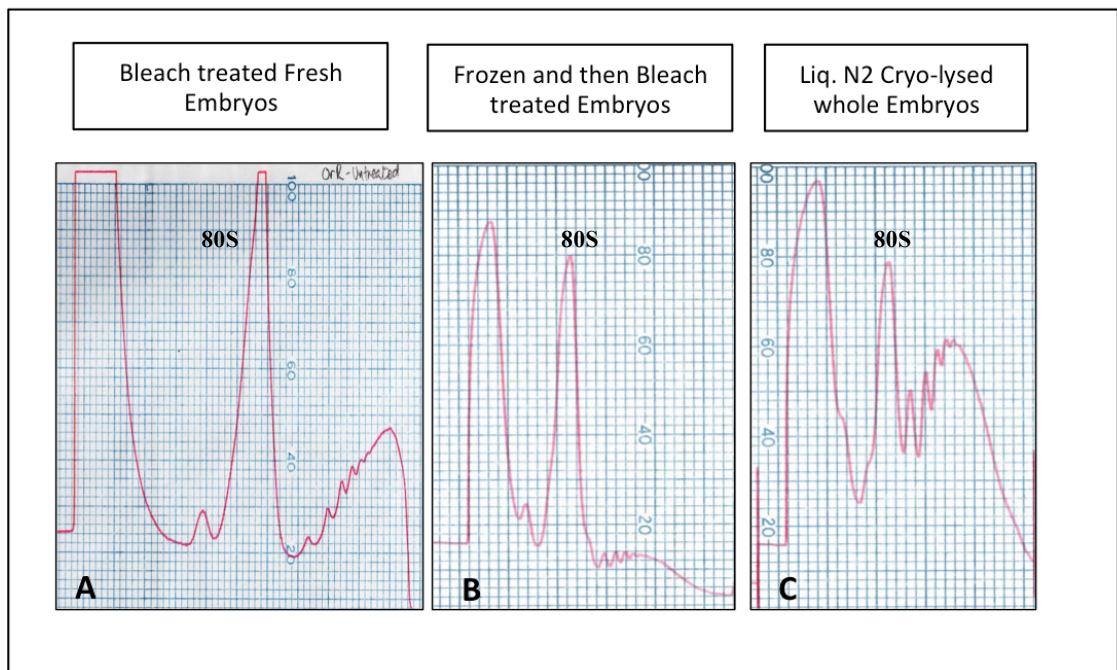 Bleach treated Fresh
Embryos
Frozen and then Bleach
treated Embryos
Liq. N2 Cryo-lysed
whole Embryos
OrR-Untreated
80S
100
80
60
40
20
A
80S
80
60
40
20
B
80S
80
60
40
20
C